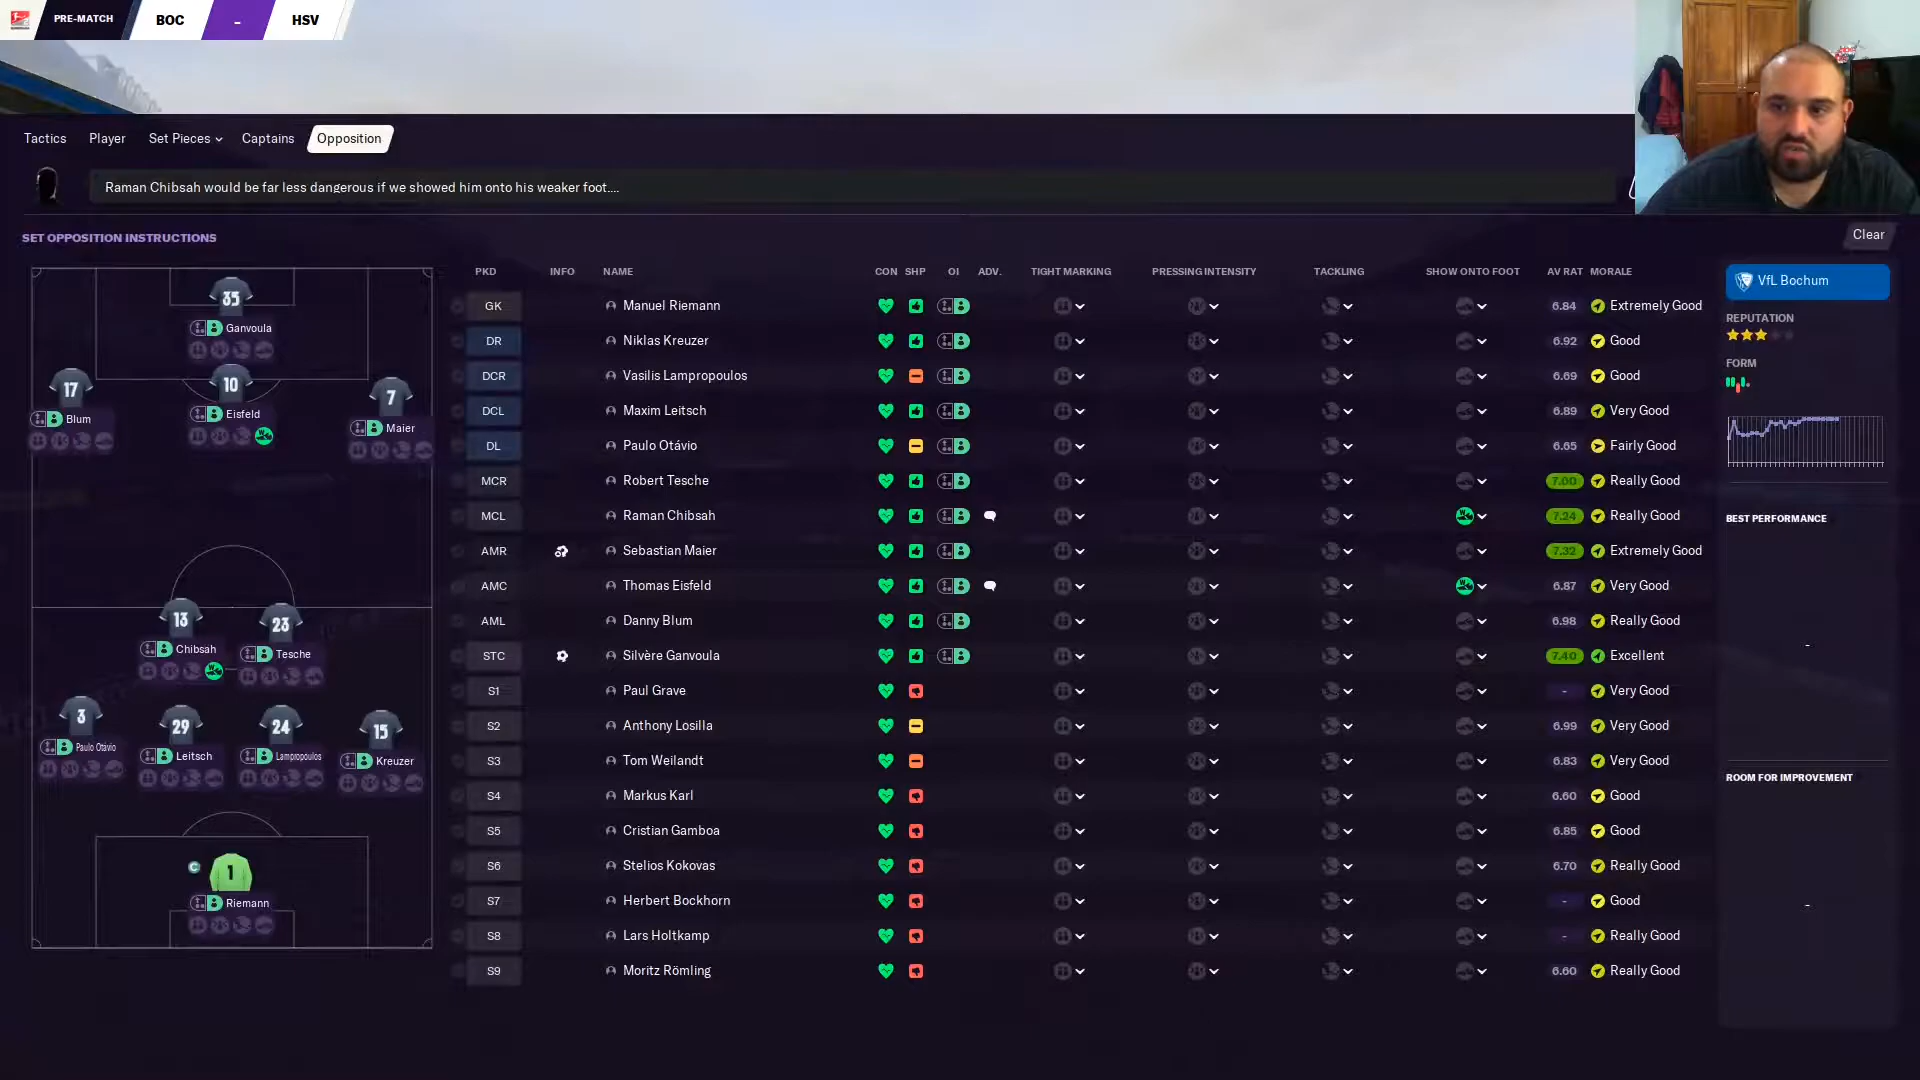 PRE-MATCH
BOC
-
HSV
Tactics
Player
Set Pieces
Captains
Opposition
Raman Chibsah would be far less dangerous if we showed him onto his weaker foot....
SET OPPOSITION INSTRUCTIONS
Clear
35
Ganvoula
17
Blum
10
Eisfeld
7
Maier
13
Chibsah
23
Tesche
3
Paulo Otávio
29
Leitsch
24
Lampropoulos
15
Kreuzer
C
1
Riemann
PKD INFO NAME CON SHP OI ADV. TIGHT MARKING PRESSING INTENSITY TACKLING SHOW ONTO FOOT AV RAT MORALE
GK Manuel Riemann 6.84 Extremely Good
DR Niklas Kreuzer 6.92 Good
DCR Vasilis Lampropoulos 6.69 Good
DCL Maxim Leitsch 6.89 Very Good
DL Paulo Otávio 6.65 Fairly Good
MCR Robert Tesche 7.00 Really Good
MCL Raman Chibsah 7.24 Really Good
AMR Sebastian Maier 7.32 Extremely Good
AMC Thomas Eisfeld 6.87 Very Good
AML Danny Blum 6.98 Really Good
STC Silvère Ganvoula 7.40 Excellent
S1 Paul Grave - Very Good
S2 Anthony Losilla 6.99 Very Good
S3 Tom Weilandt 6.83 Very Good
S4 Markus Karl 6.60 Good
S5 Cristian Gamboa 6.85 Good
S6 Stelios Kokovas 6.70 Really Good
S7 Herbert Bockhorn - Good
S8 Lars Holtkamp - Really Good
S9 Moritz Römling 6.60 Really Good
VfL Bochum
REPUTATION
FORM
BEST PERFORMANCE
-
ROOM FOR IMPROVEMENT
-